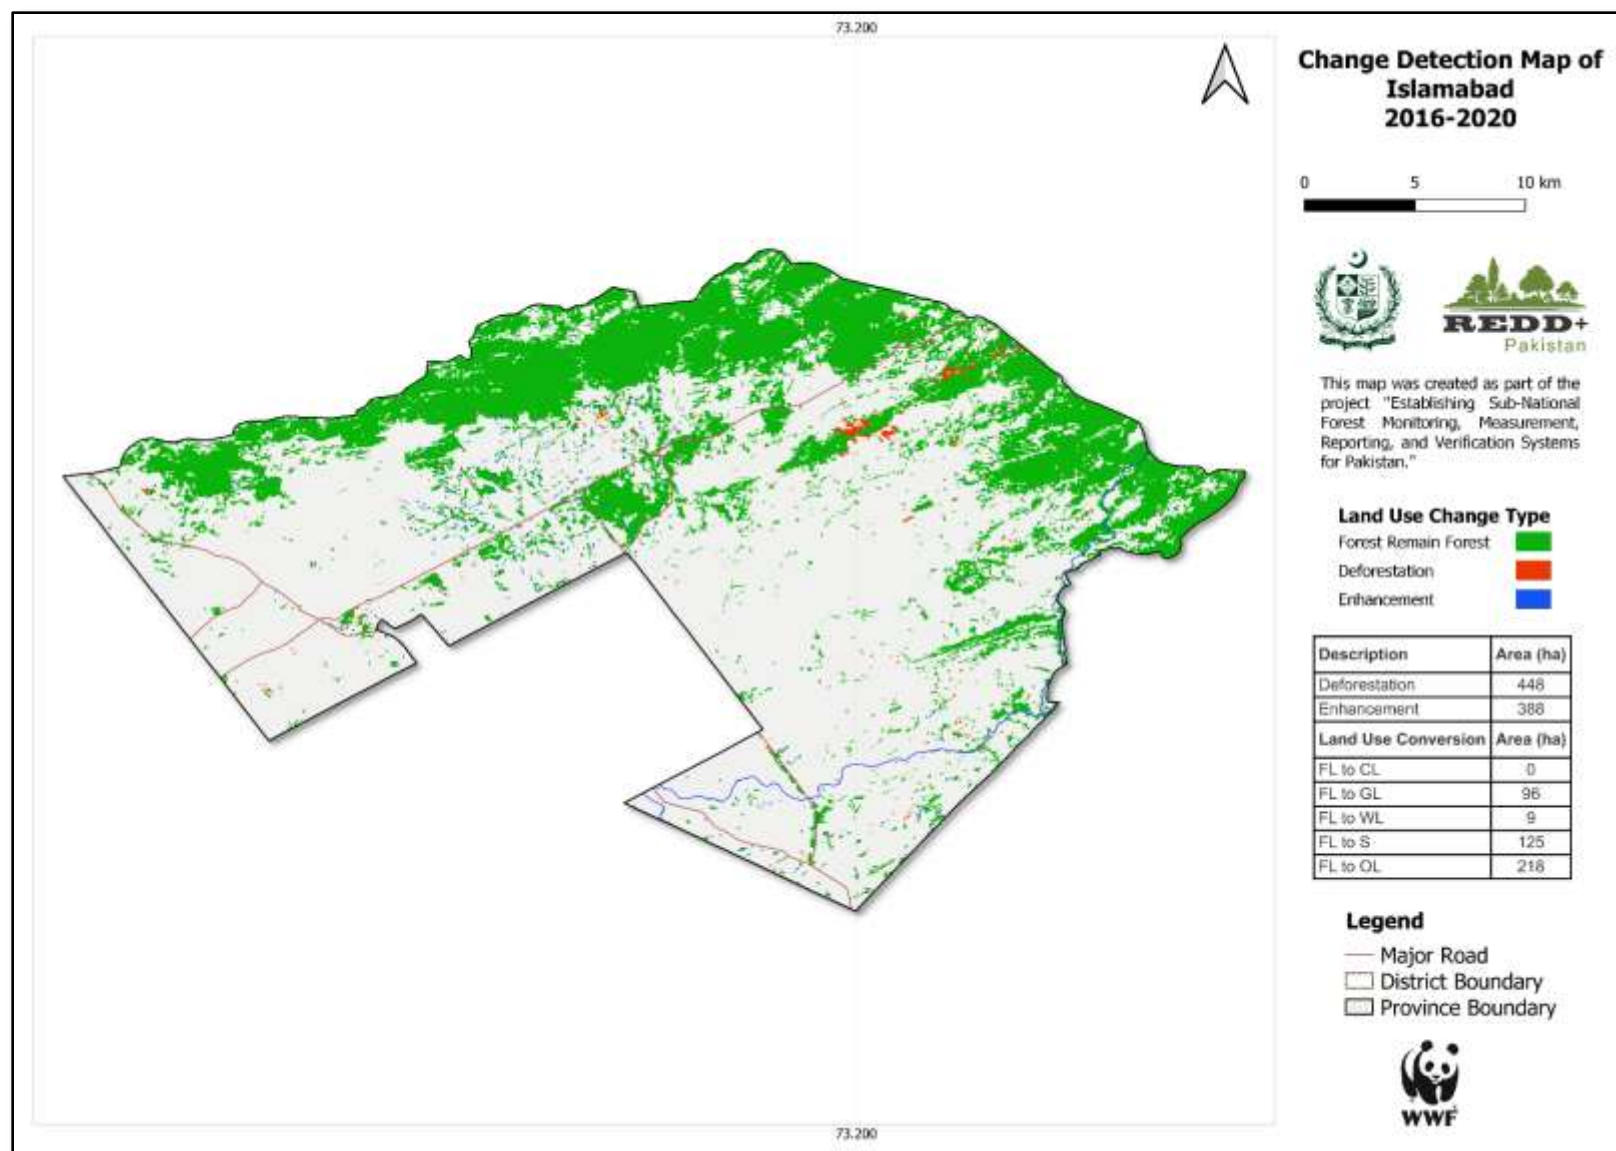 73.200
Change Detection Map of
Islamabad
2016-2020
0 5 10 km
REDD+
Pakistan
This map was created as part of the
project "Establishing Sub-National
Forest Monitoring, Measurement,
Reporting, and Verification Systems
for Pakistan."
Land Use Change Type
Forest Remain Forest
Deforestation
Enhancement
Description Area (ha)
Deforestation 448
Enhancement 388
Land Use Conversion Area (ha)
FL to CL 0
FL to GL 96
FL to WL 9
FL to S 125
FL to OL 218
Legend
Major Road
District Boundary
Province Boundary
WWF
73.200